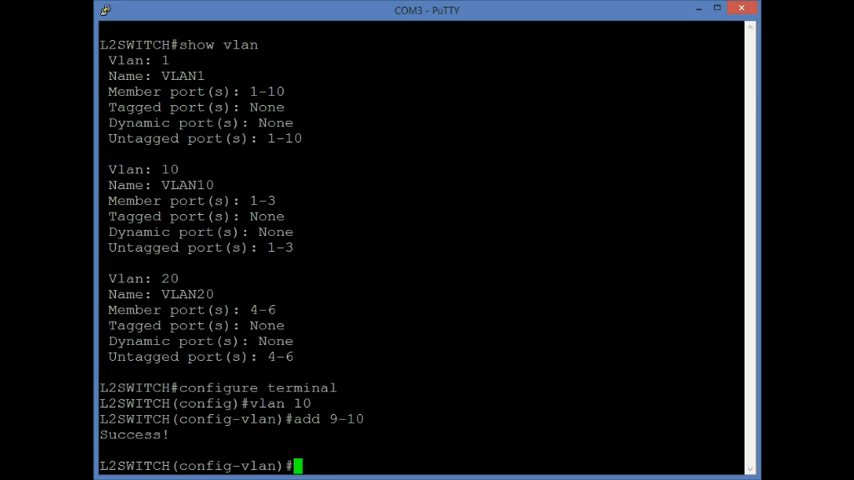 COM3 - PuTTY
L2SWITCH#show vlan
Vlan: 1
Name: VLAN1
Member port(s): 1-10
Tagged port(s): None
Dynamic port(s): None
Untagged port(s): 1-10
Vlan: 10
Name: VLAN10
Member port(s): 1-3
Tagged port(s): None
Dynamic port(s): None
Untagged port(s): 1-3
Vlan: 20
Name: VLAN20
Member port(s): 4-6
Tagged port(s): None
Dynamic port(s): None
Untagged port(s): 4-6
L2SWITCH#configure terminal
L2SWITCH(config)#vlan 10
L2SWITCH(config-vlan)#add 9-10
Success!
L2SWITCH(config-vlan)#